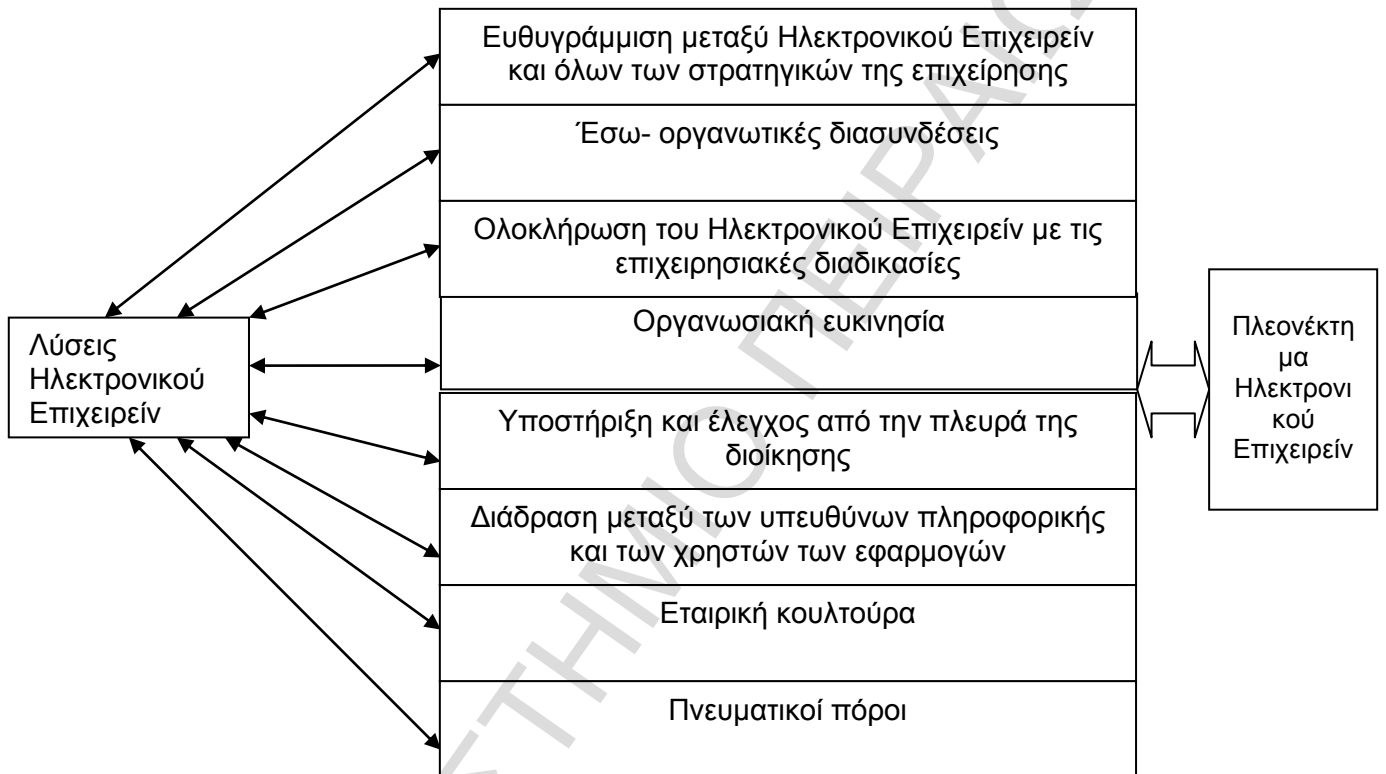 Ευθυγράμμιση μεταξύ Ηλεκτρονικού Επιχειρείν
και όλων των στρατηγικών της επιχείρησης
Έσω- οργανωτικές διασυνδέσεις
Ολοκλήρωση του Ηλεκτρονικού Επιχειρείν με τις
επιχειρησιακές διαδικασίες
Οργανωσιακή ευκινησία
Λύσεις
Ηλεκτρονικού
Επιχειρείν
Πλεονέκτη
μα
Ηλεκτρονι
κού
Επιχειρείν
Υποστήριξη και έλεγχος από την πλευρά της
διοίκησης
Διάδραση μεταξύ των υπευθύνων πληροφορικής
και των χρηστών των εφαρμογών
Εταιρική κουλτούρα
Πνευματικοί πόροι